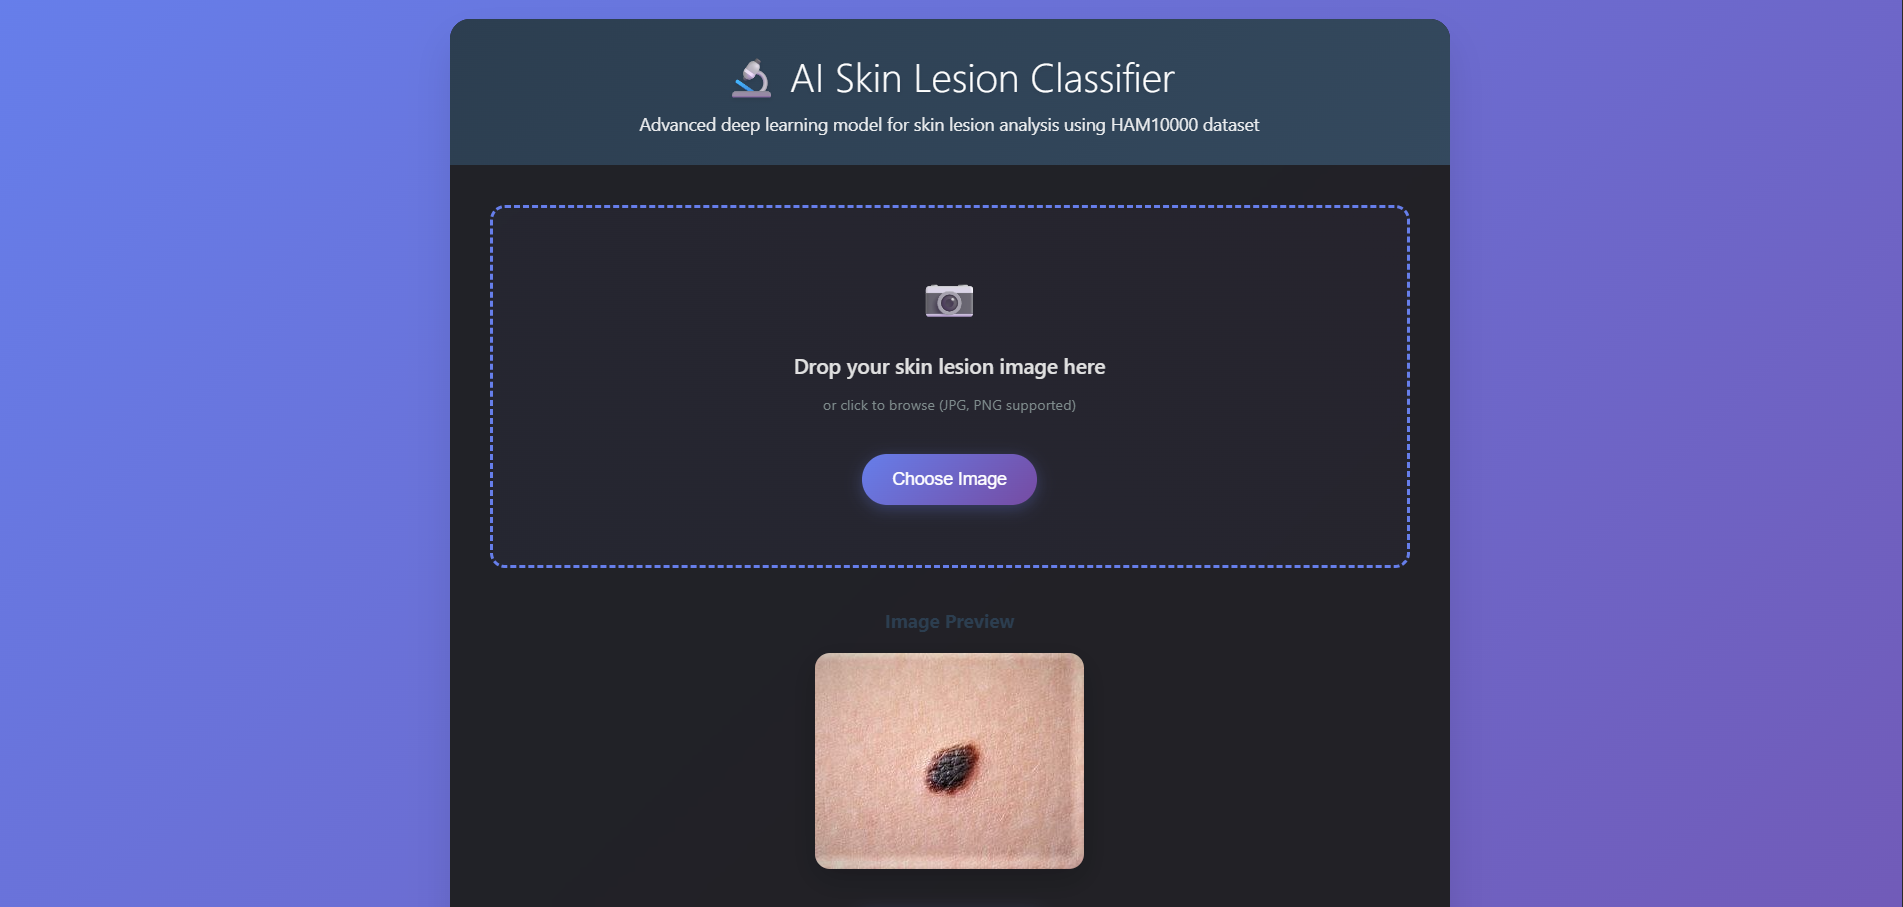 AI Skin Lesion Classifier
Advanced deep learning model for skin lesion analysis using HAM10000 dataset
Drop your skin lesion image here
or click to browse (JPG, PNG supported)
Choose Image
Image Preview